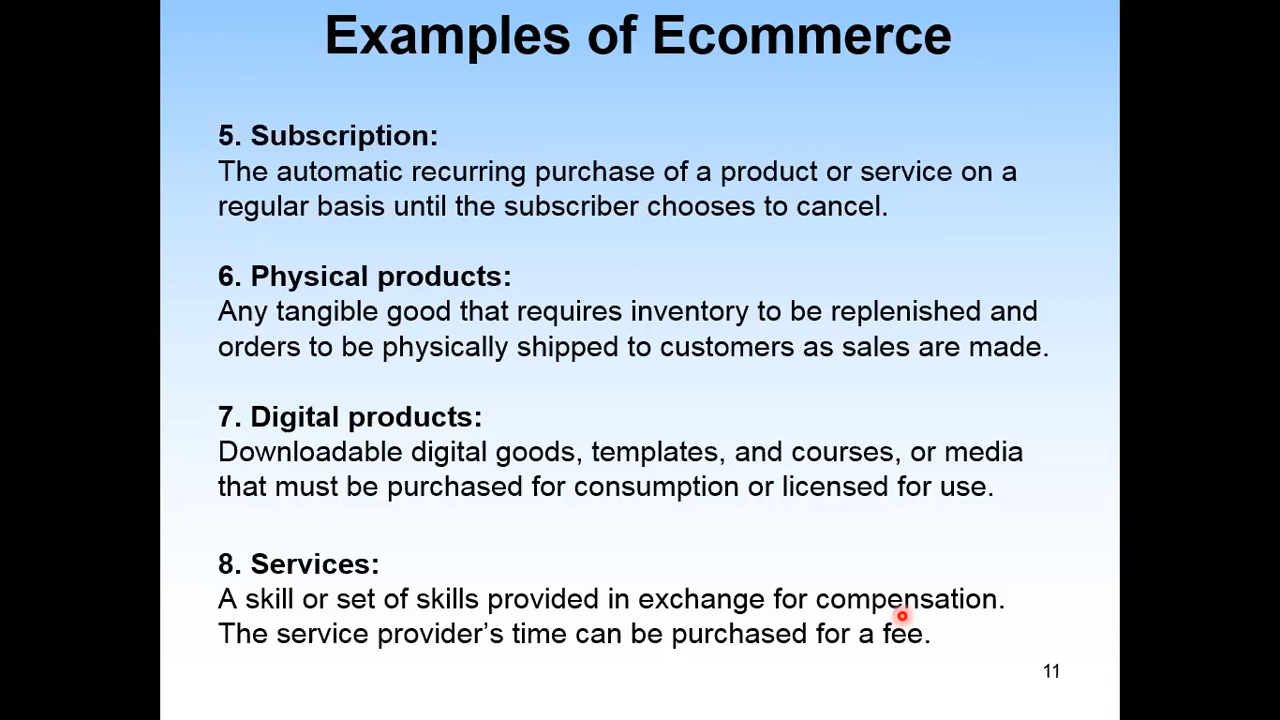 Examples of Ecommerce
5. Subscription:
The automatic recurring purchase of a product or service on a
regular basis until the subscriber chooses to cancel.
6. Physical products:
Any tangible good that requires inventory to be replenished and
orders to be physically shipped to customers as sales are made.
7. Digital products:
Downloadable digital goods, templates, and courses, or media
that must be purchased for consumption or licensed for use.
8. Services:
A skill or set of skills provided in exchange for compensation.
The service provider’s time can be purchased for a fee.
11